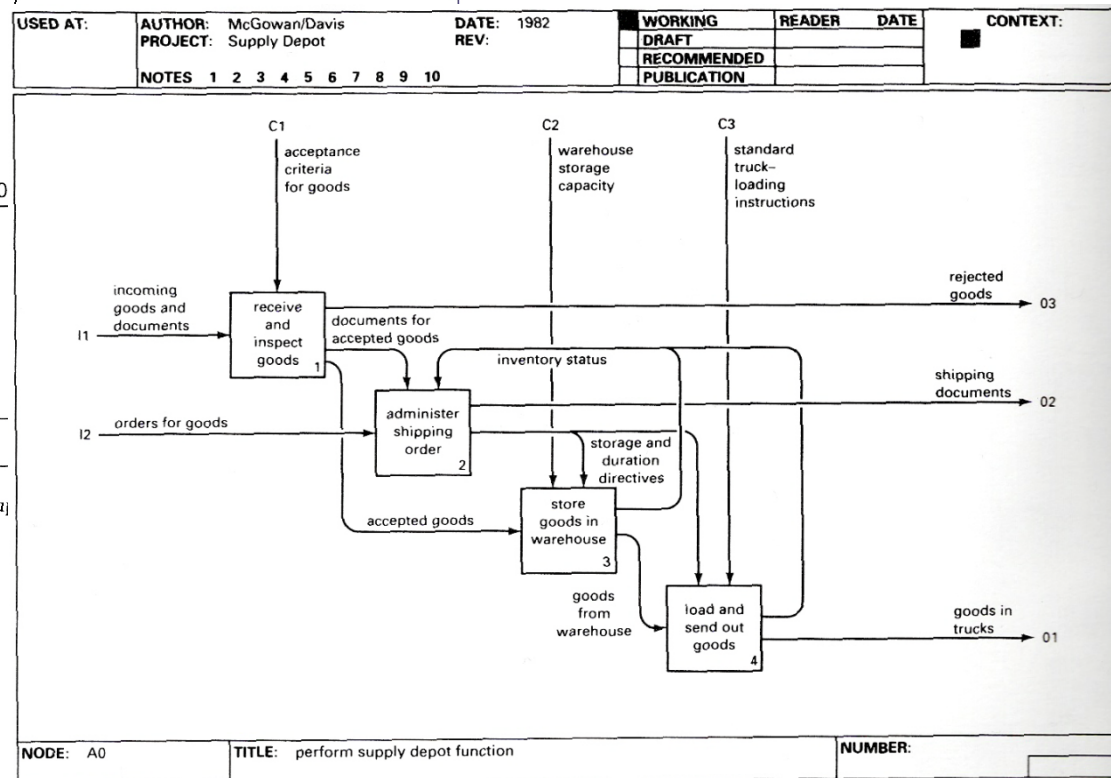 USED AT:
AUTHOR: McGowan/Davis
DATE: 1982
PROJECT: Supply Depot
REV:
NOTES 1 2 3 4 5 6 7 8 9 10
WORKING
DRAFT
RECOMMENDED
PUBLICATION
READER DATE
CONTEXT:
C1
acceptance
criteria
for goods
C2
warehouse
storage
capacity
C3
standard
truck-
loading
instructions
0
incoming
goods and
documents
I1
receive
and
inspect
goods
1
rejected
goods
03
documents for
accepted goods
inventory status
shipping
documents
02
orders for goods
I2
administer
shipping
order
2
storage and
duration
directives
accepted goods
store
goods in
warehouse
3
goods
from
warehouse
load and
send out
goods
4
goods in
trucks
01
NODE: A0
TITLE: perform supply depot function
NUMBER: